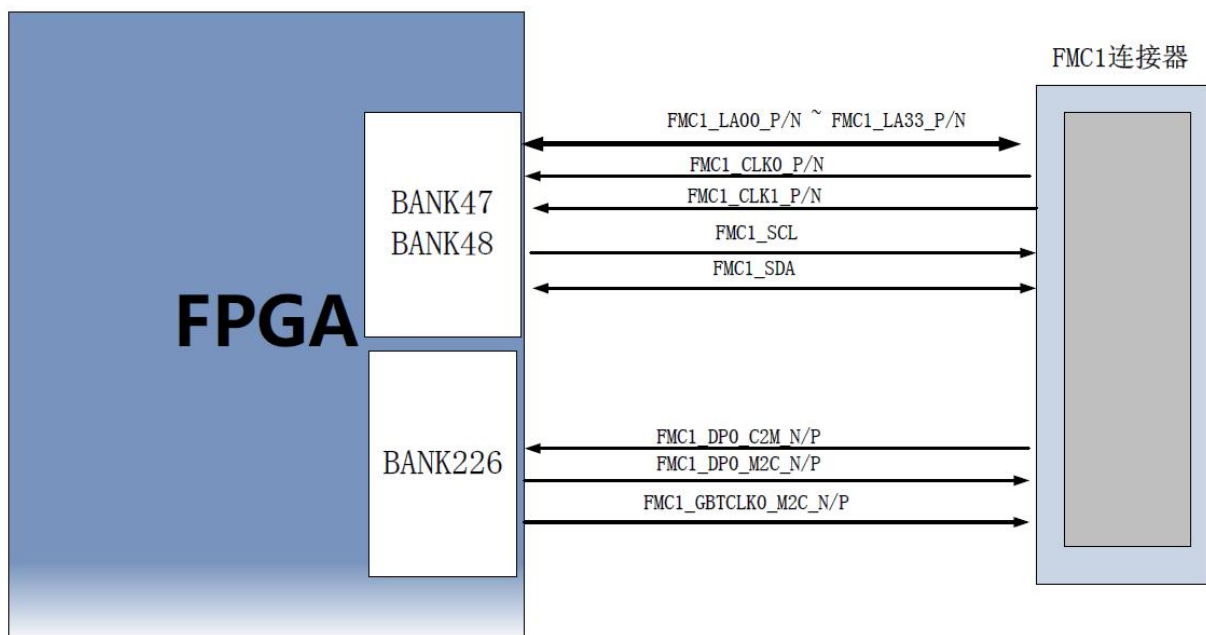 FMC1连接器
FMC1_LA00_P/N ~ FMC1_LA33_P/N
FMC1_CLK0_P/N
FMC1_CLK1_P/N
FMC1_SCL
FMC1_SDA
BANK47
BANK48
FPGA
FMC1_DP0_C2M_N/P
FMC1_DP0_M2C_N/P
FMC1_GBTCLK0_M2C_N/P
BANK226